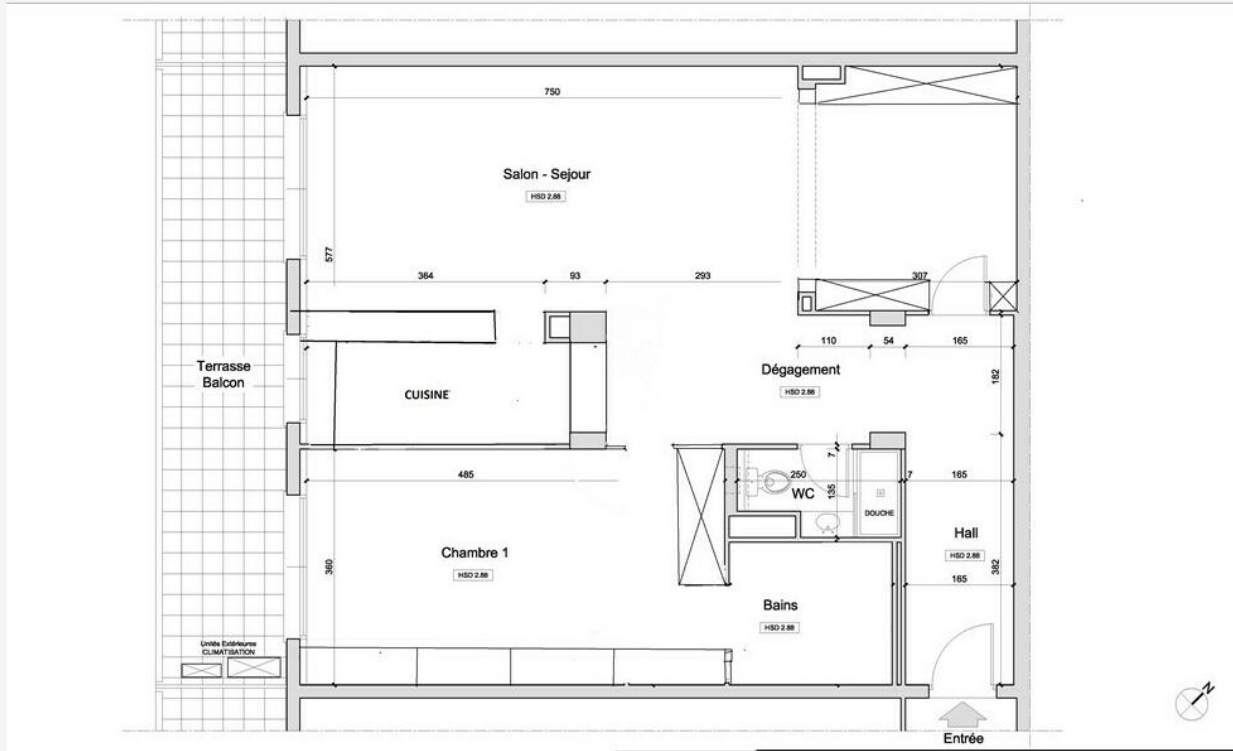 750
Salon - Sejour
HSD 2.88
577
364
93
293
307
110
54
165
Terrasse
Balcon
CUISINE
Dégagement
HSD 2.88
182
485
7
250
WC
135
7
165
DOUCHE
Chambre 1
HSD 2.88
360
Hall
HSD 2.88
382
165
Bains
HSD 2.88
Unités Extérieures
CLIMATISATION
N
Entrée